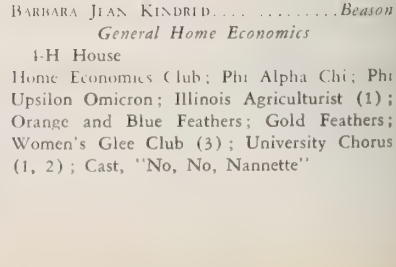 BARBARA JEAN KINDRED.... ..........Beason
General Home Economics
4-H House
Home Economics Club; Phi Alpha Chi; Phi
Upsilon Omicron; Illinois Agriculturist (1);
Orange and Blue Feathers; Gold Feathers;
Women's Glee Club (3); University Chorus
(1, 2); Cast, "No, No, Nannette"